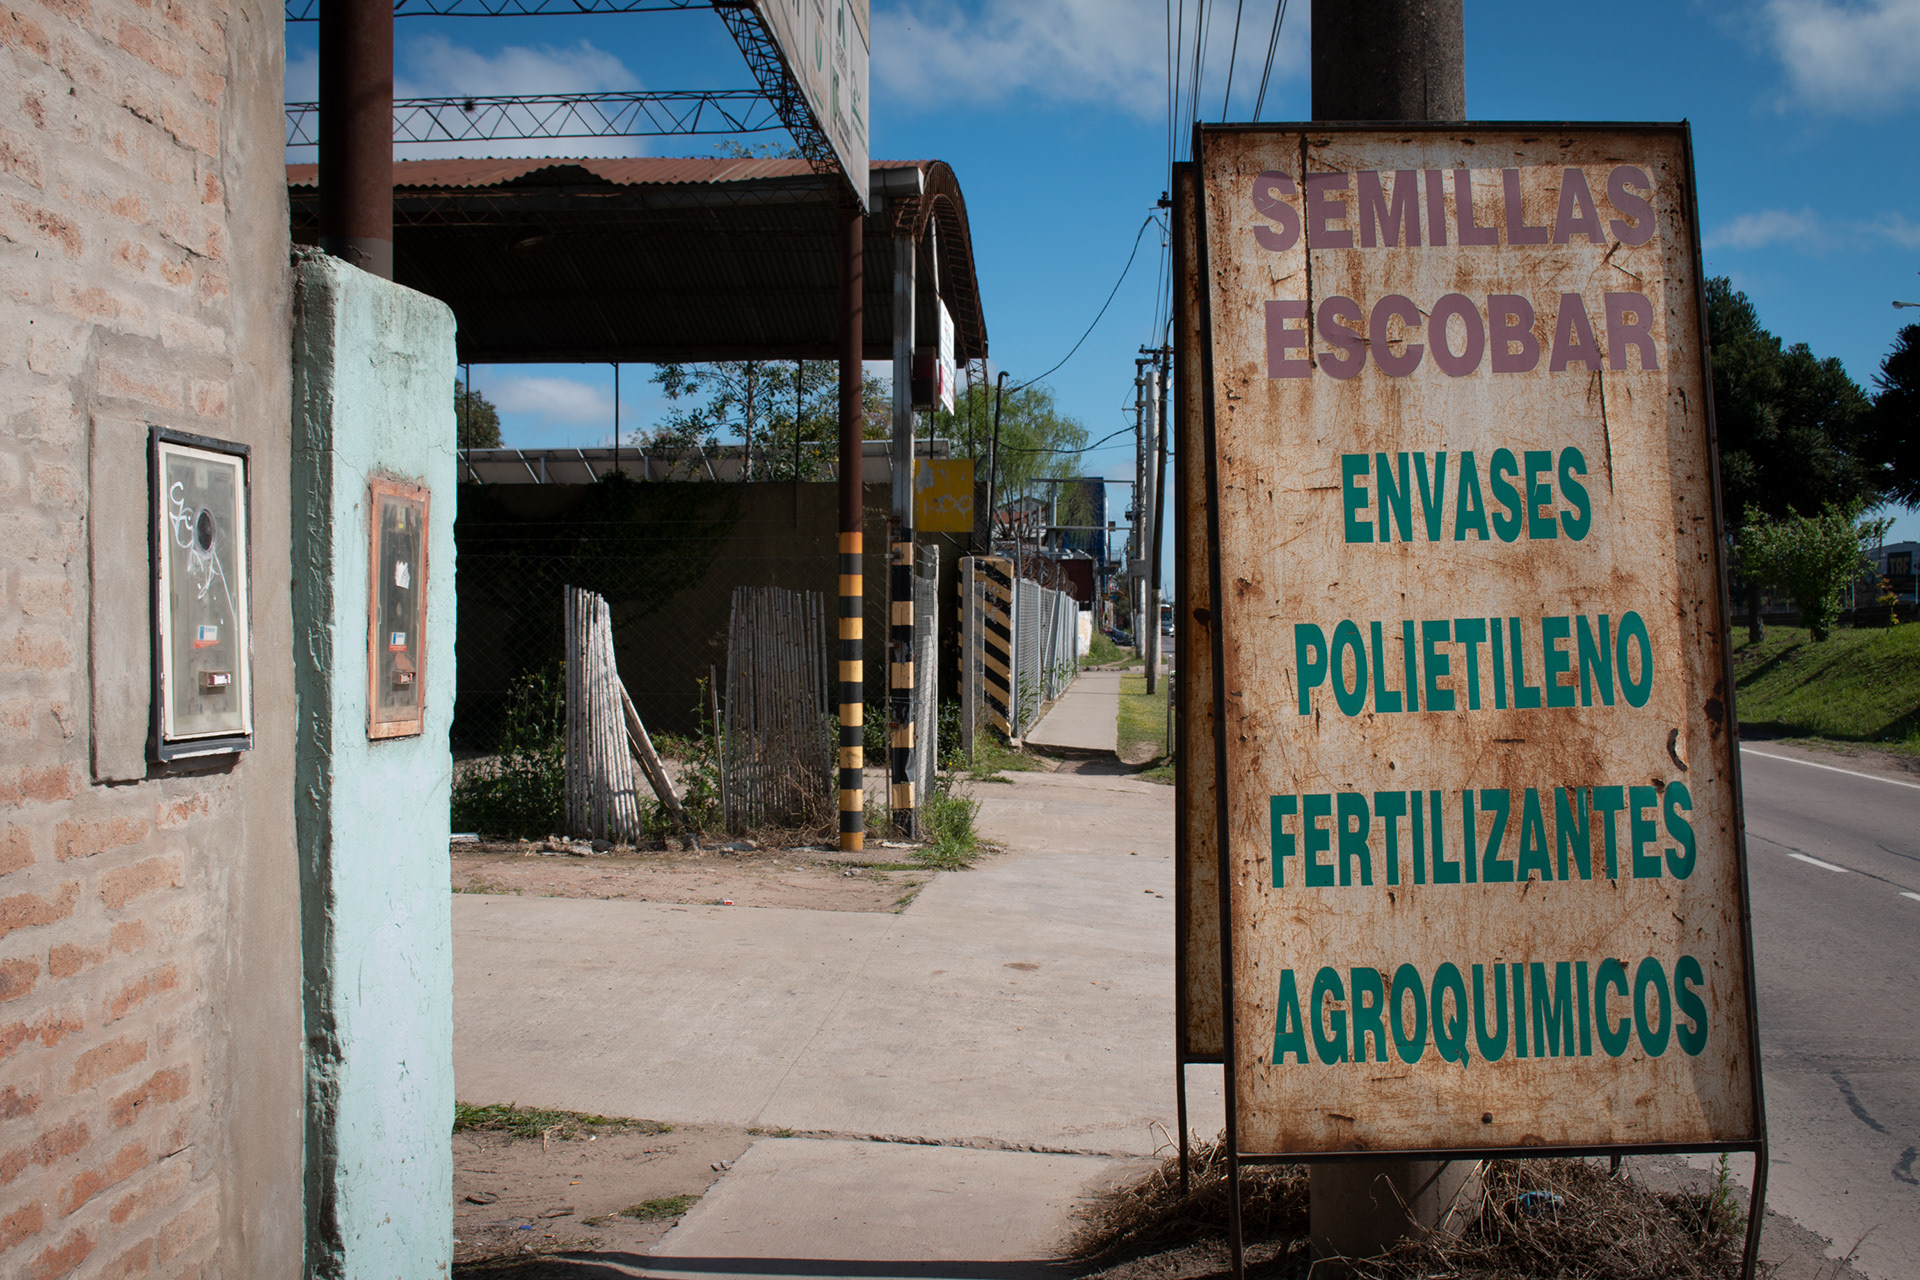 SEMILLAS
ESCOBAR
ENVASES
POLIETILENO
FERTILIZANTES
AGROQUIMICOS